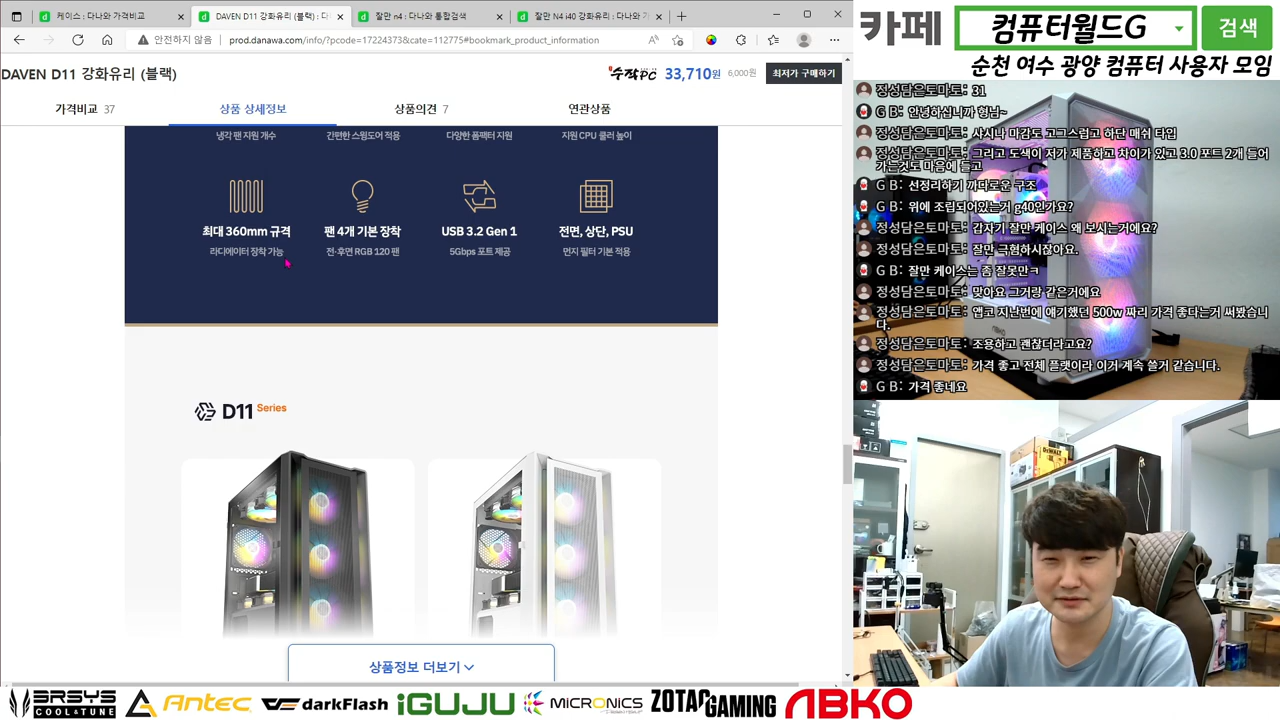 케이스 : 다나와 가격비교
DAVEN D11 강화유리 (블랙) : 다
잘만 n4 : 다나와 통합검색
잘만 N4 i40 강화유리 : 다나와 가
안전하지 않음
prod.danawa.com/info/?pcode=17224373&cate=112775#bookmark_product_information
DAVEN D11 강화유리 (블랙)
수작PC
33,710원
6,000원
최저가 구매하기
가격비교 37
상품 상세정보
상품의견 7
연관상품
냉각 팬 지원 개수
간편한 스윙도어 적용
다양한 폼팩터 지원
지원 CPU 쿨러 높이
최대 360mm 규격
팬 4개 기본 장착
USB 3.2 Gen 1
전면, 상단, PSU
라디에이터 장착 가능
전·후면 RGB 120 팬
5Gbps 포트 제공
먼지 필터 기본 적용
D11 Series
상품정보 더보기
카페
컴퓨터월드G
검색
순천 여수 광양 컴퓨터 사용자 모임
정성담은토마토: 31
G B: 안녕하십니까 형님~
정성담은토마토: 샤시나 마감도 고그스럽고 하단 매쉬 타입
정성담은토마토: 그리고 도색이 저가 제품하고 차이가 있고 3.0 포트 2개 들어
가는것도 마음에 들고
G B: 선정리하기 까다로운 구조
G B: 위에 조립되어있는거 g40인가요?
정성담은토마토: 갑자기 잘만 케이스 왜 보시는거에요?
정성담은토마토: 잘만 극혐하시잖아요.
G B: 잘만 케이스는 좀 잘못만ㅋ
정성담은토마토: 맞아요 그거랑 같은거에요
정성담은토마토: 앱코 지난번에 얘기했던 500w 짜리 가격 좋다는거 써봤습니
다.
정성담은토마토: 조용하고 괜찮더라고요?
정성담은토마토: 가격 좋고 전체 플랫이라 이거 계속 쓸거 같습니다.
G B: 가격 좋네요
ABKO
DEWALT
3RSYS
COOL&TUNE
Antec
darkFlash
iGUJU
MICRONICS
ZOTAC GAMING
ABKO